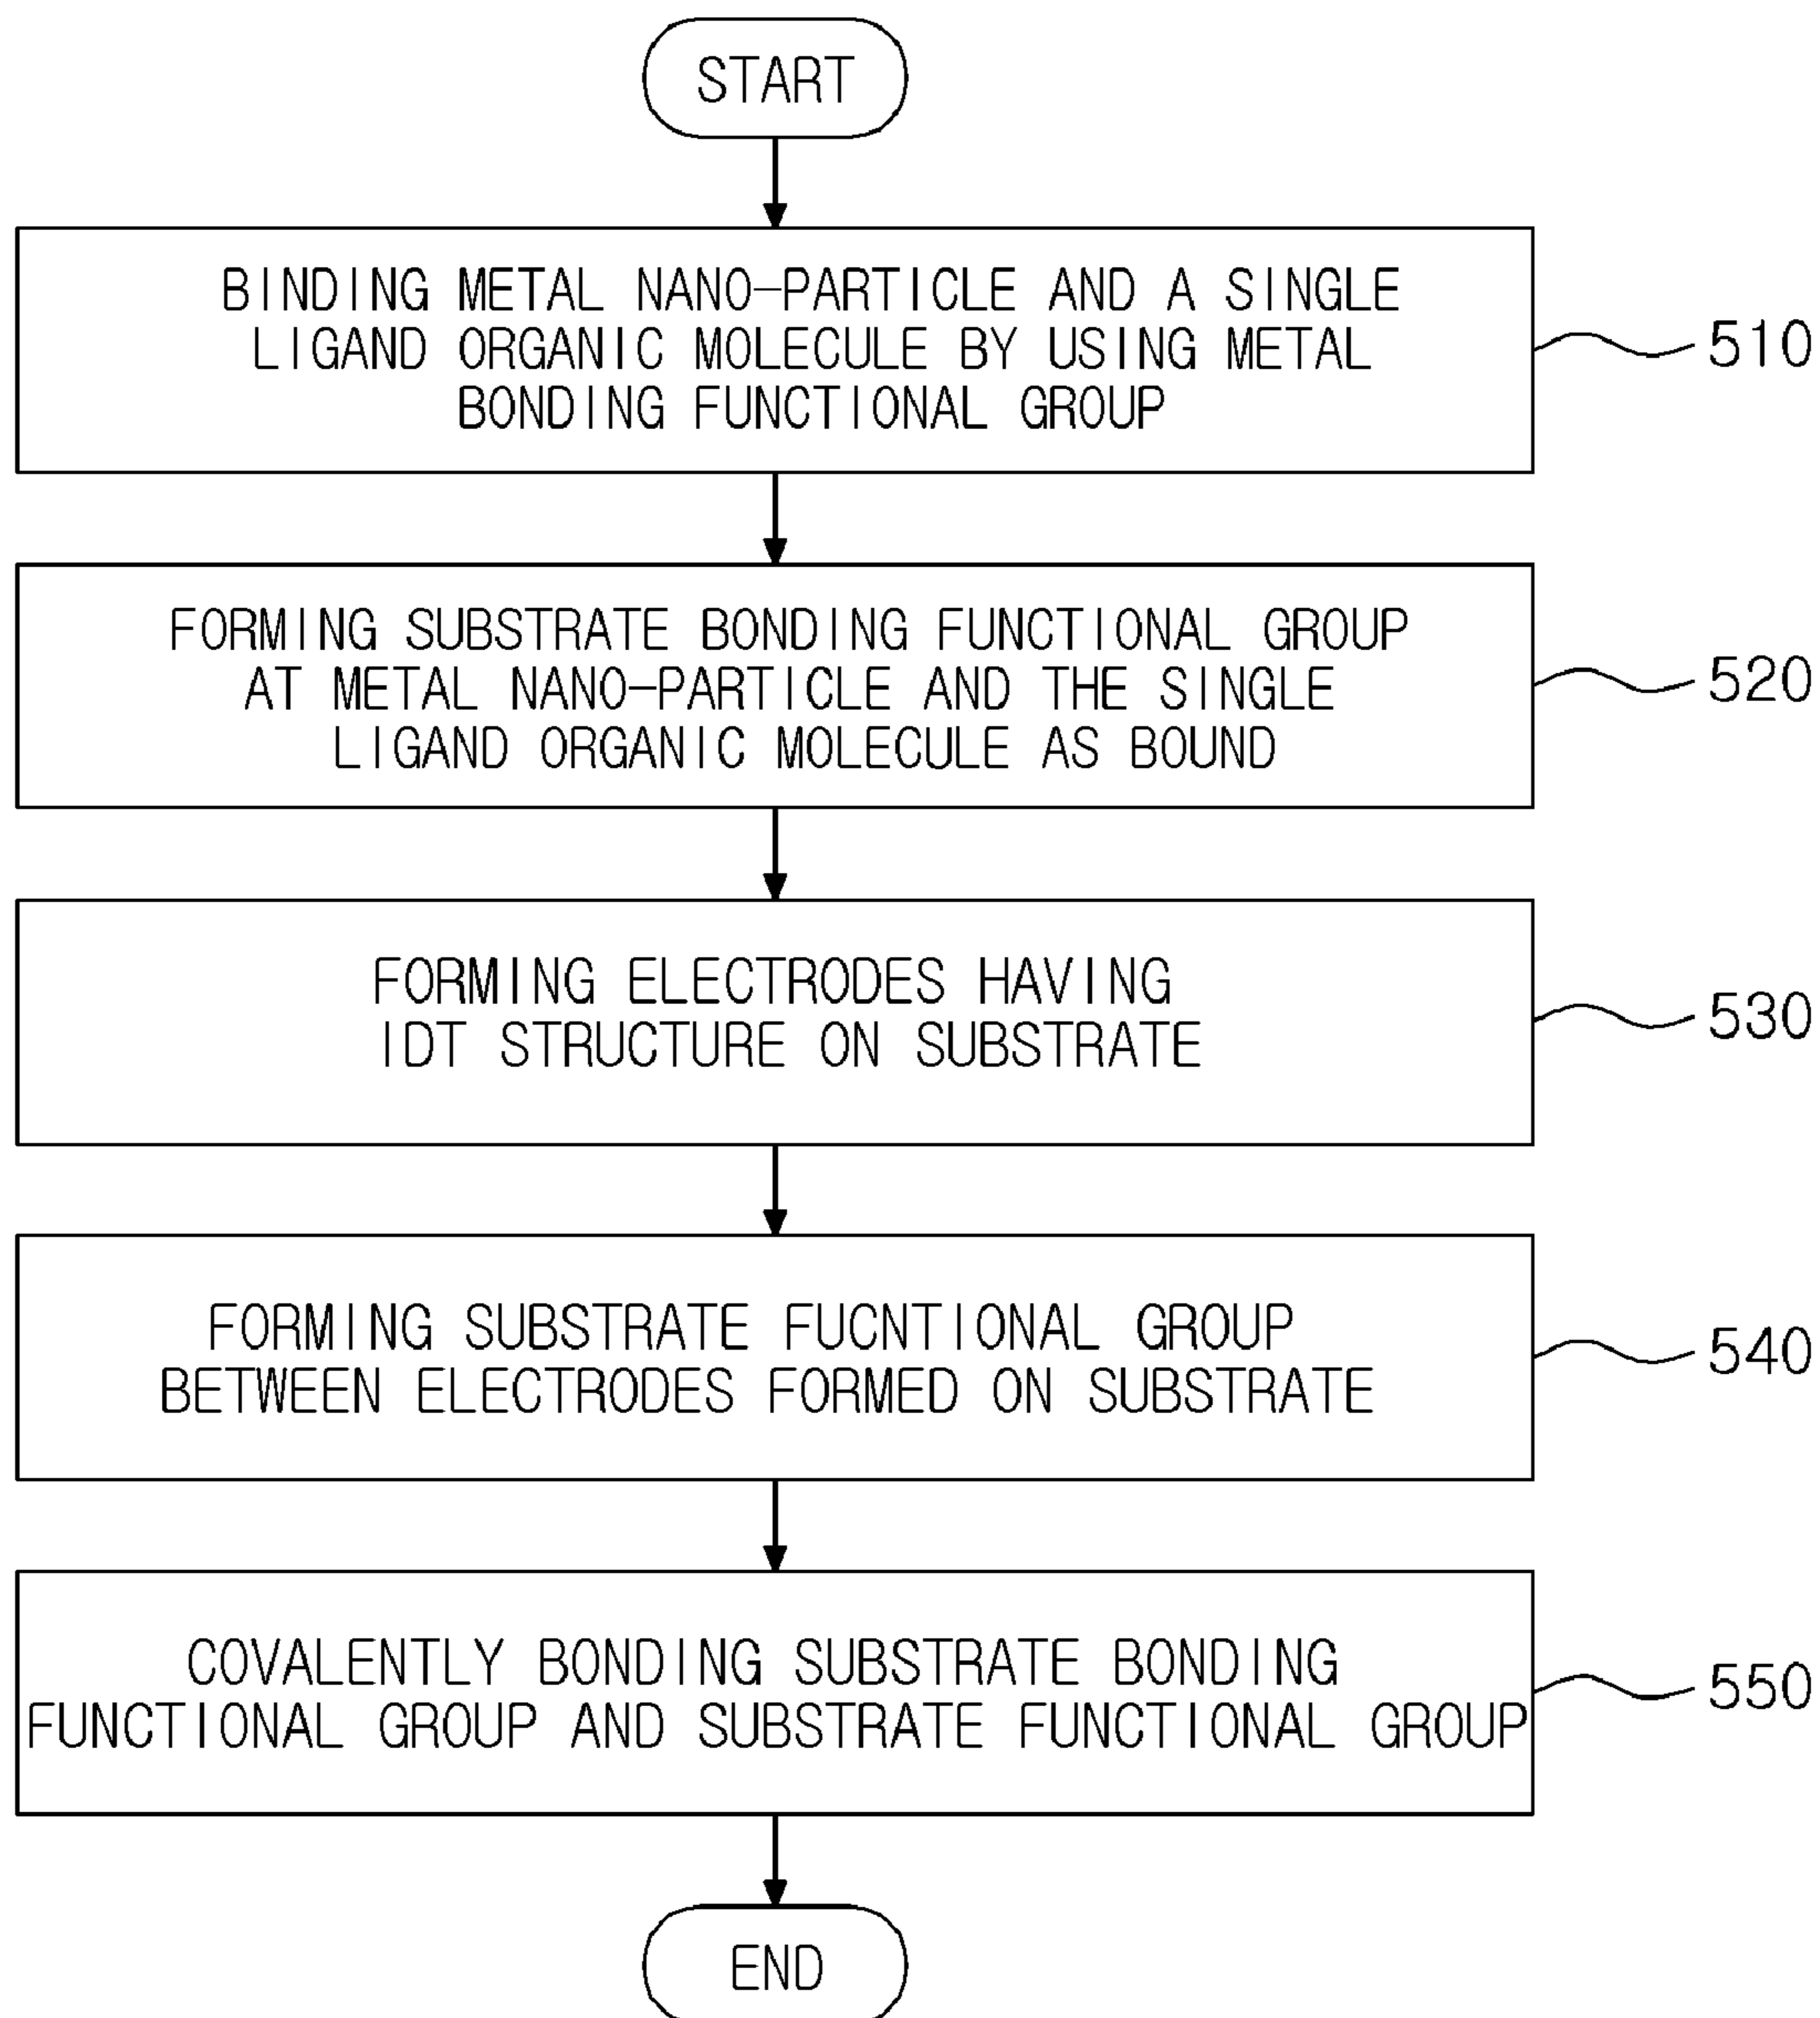 START
BINDING METAL NANO-PARTICLE AND A SINGLE
LIGAND ORGANIC MOLECULE BY USING METAL
BONDING FUNCTIONAL GROUP
510
FORMING SUBSTRATE BONDING FUNCTIONAL GROUP
AT METAL NANO-PARTICLE AND THE SINGLE
LIGAND ORGANIC MOLECULE AS BOUND
520
FORMING ELECTRODES HAVING
IDT STRUCTURE ON SUBSTRATE
530
FORMING SUBSTRATE FUCNTIONAL GROUP
BETWEEN ELECTRODES FORMED ON SUBSTRATE
540
COVALENTLY BONDING SUBSTRATE BONDING
FUNCTIONAL GROUP AND SUBSTRATE FUNCTIONAL GROUP
550
END